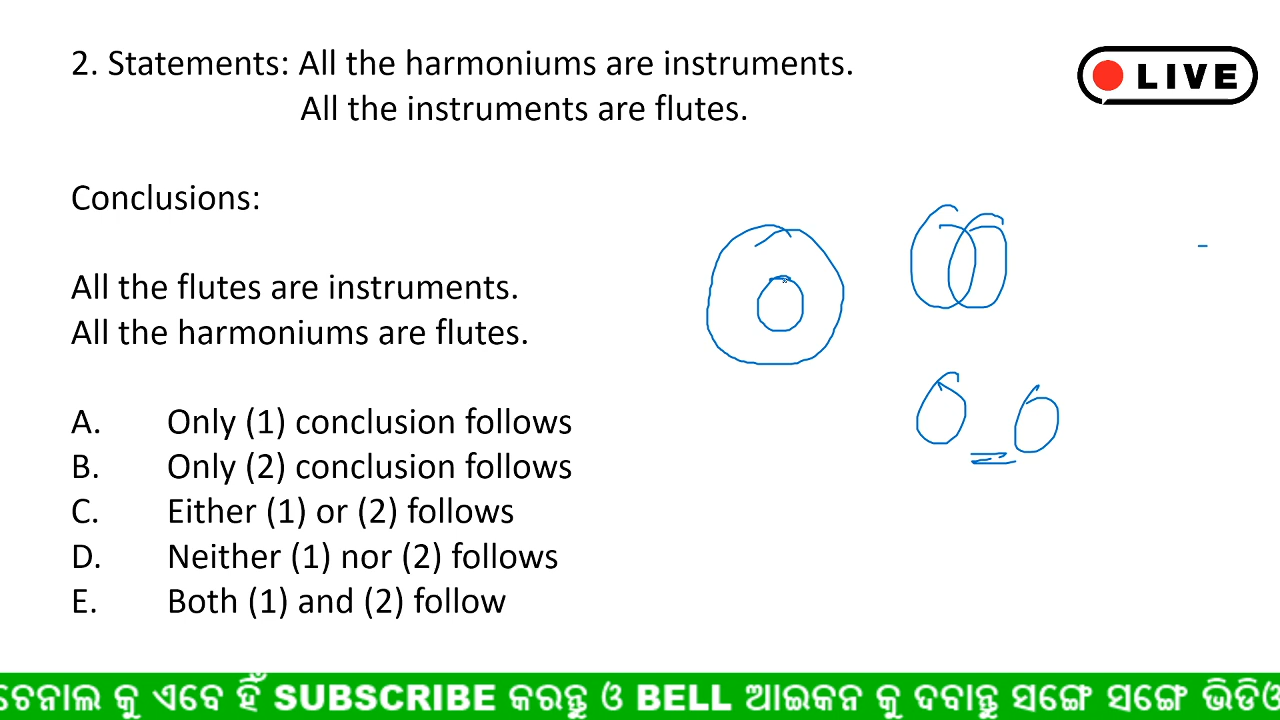 2. Statements: All the harmoniums are instruments.
All the instruments are flutes.
LIVE
Conclusions:
All the flutes are instruments.
All the harmoniums are flutes.
A. Only (1) conclusion follows
B. Only (2) conclusion follows
C. Either (1) or (2) follows
D. Neither (1) nor (2) follows
E. Both (1) and (2) follow
ଚେନାଲ କୁ ଏବେ ହିଁ SUBSCRIBE କରନ୍ତୁ ଓ BELL ଆଇକନ କୁ ଦବାନ୍ତୁ ସଙ୍ଗେ ସଙ୍ଗେ ଭିଡିଓ